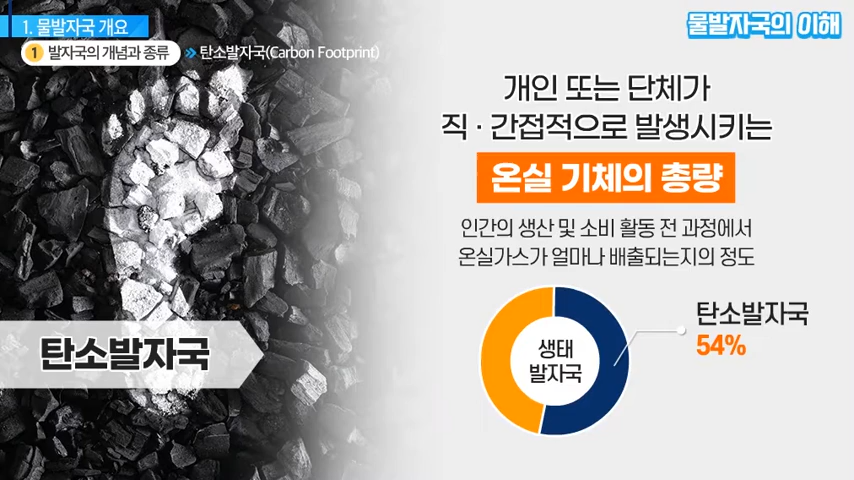 1. 물발자국 개요
물발자국의 이해
1 발자국의 개념과 종류 탄소발자국(Carbon Footprint)
개인 또는 단체가
직·간접적으로 발생시키는
온실 기체의 총량
인간의 생산 및 소비 활동 전 과정에서
온실가스가 얼마나 배출되는지의 정도
탄소발자국
생태
발자국
탄소발자국
54%